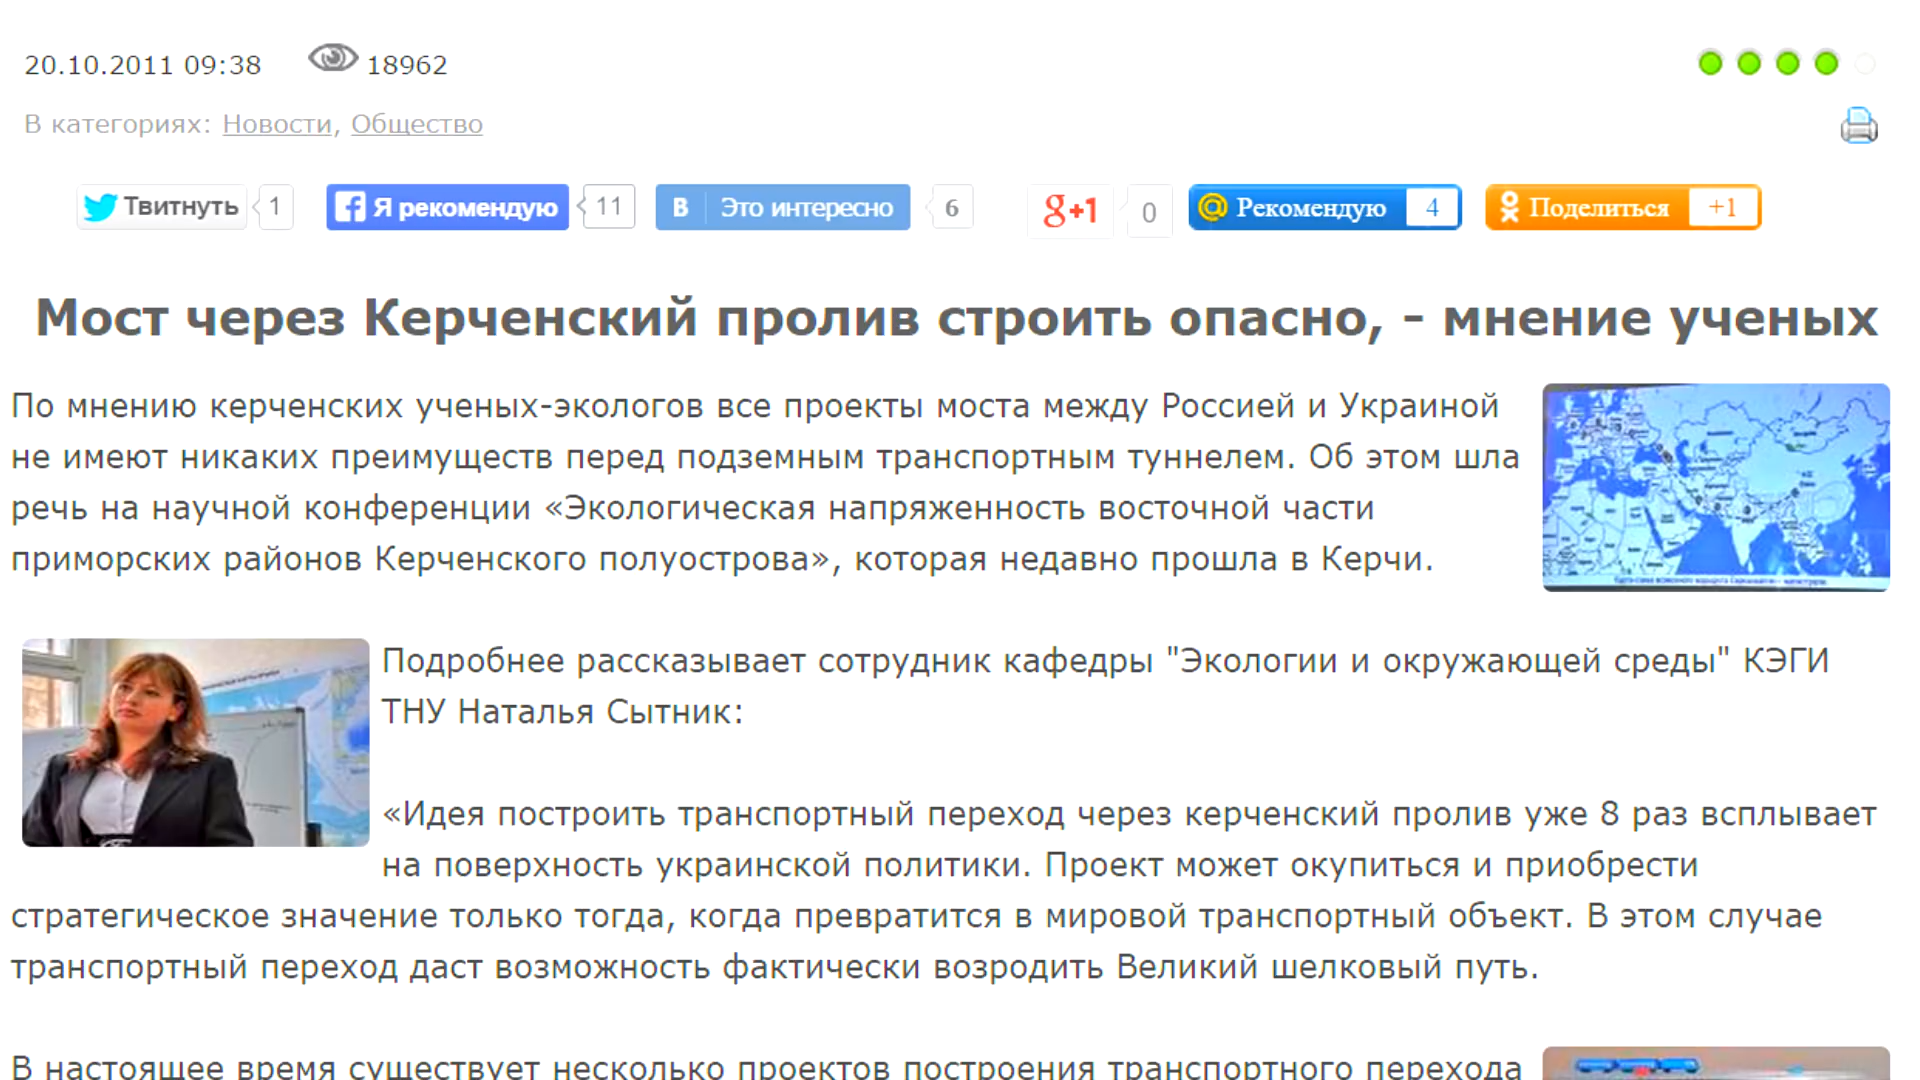 20.10.2011 09:38 18962
В категориях: Новости, Общество
Твитнуть 1 Я рекомендую 11 В Это интересно 6 g+1 0 Рекомендую 4 Поделиться +1
Мост через Керченский пролив строить опасно, - мнение ученых
По мнению керченских ученых-экологов все проекты моста между Россией и Украиной
не имеют никаких преимуществ перед подземным транспортным туннелем. Об этом шла
речь на научной конференции «Экологическая напряженность восточной части
приморских районов Керченского полуострова», которая недавно прошла в Керчи.
Подробнее рассказывает сотрудник кафедры "Экологии и окружающей среды" КЭГИ
ТНУ Наталья Сытник:
«Идея построить транспортный переход через керченский пролив уже 8 раз всплывает
на поверхность украинской политики. Проект может окупиться и приобрести
стратегическое значение только тогда, когда превратится в мировой транспортный объект. В этом случае
транспортный переход даст возможность фактически возродить Великий шелковый путь.
В настоящее время существует несколько проектов построения транспортного перехода